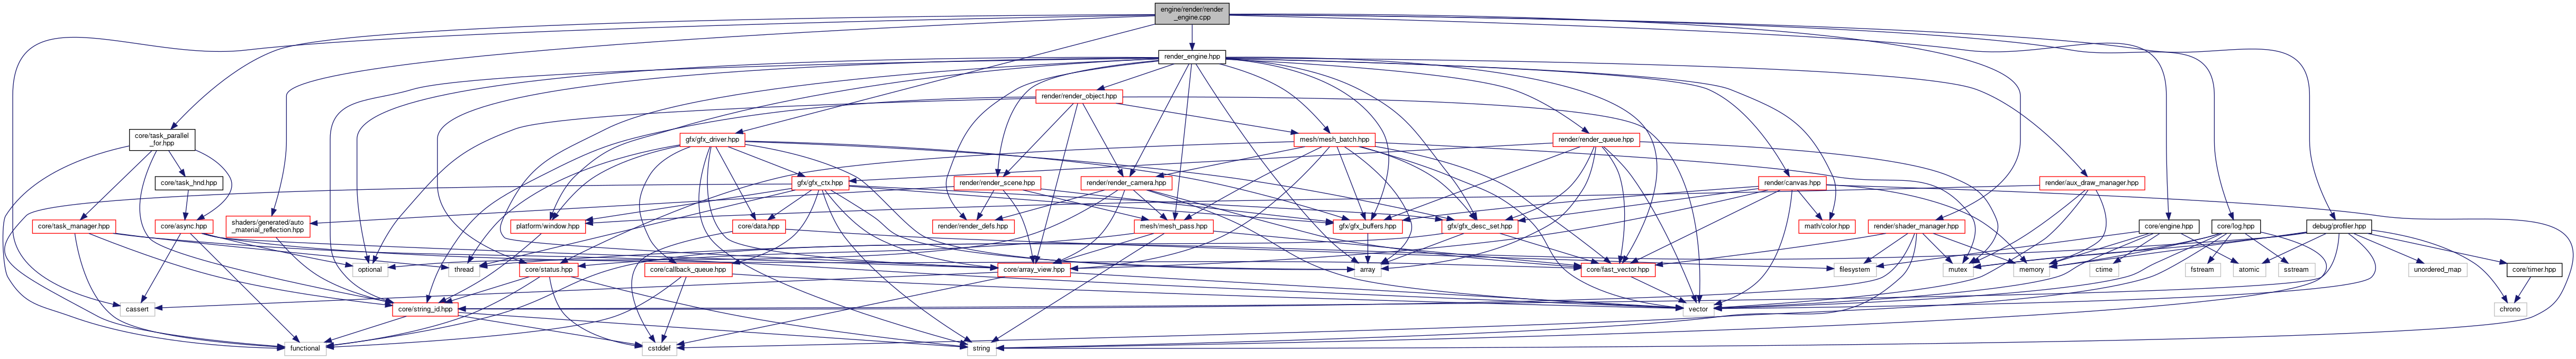 engine/render/render
_engine.cpp
render_engine.hpp
render/render_object.hpp
core/task_parallel
_for.hpp
gfx/gfx_driver.hpp
mesh/mesh_batch.hpp
render/render_queue.hpp
core/task_hnd.hpp
gfx/gfx_ctx.hpp
render/render_scene.hpp
render/render_camera.hpp
render/canvas.hpp
render/aux_draw_manager.hpp
core/task_manager.hpp
core/async.hpp
shaders/generated/auto
_material_reflection.hpp
platform/window.hpp
core/data.hpp
render/render_defs.hpp
mesh/mesh_pass.hpp
gfx/gfx_buffers.hpp
gfx/gfx_desc_set.hpp
math/color.hpp
render/shader_manager.hpp
core/engine.hpp
core/log.hpp
debug/profiler.hpp
optional
thread
core/status.hpp
core/callback_queue.hpp
core/array_view.hpp
array
core/fast_vector.hpp
filesystem
mutex
memory
ctime
fstream
atomic
sstream
unordered_map
core/timer.hpp
cassert
core/string_id.hpp
vector
chrono
functional
cstddef
string